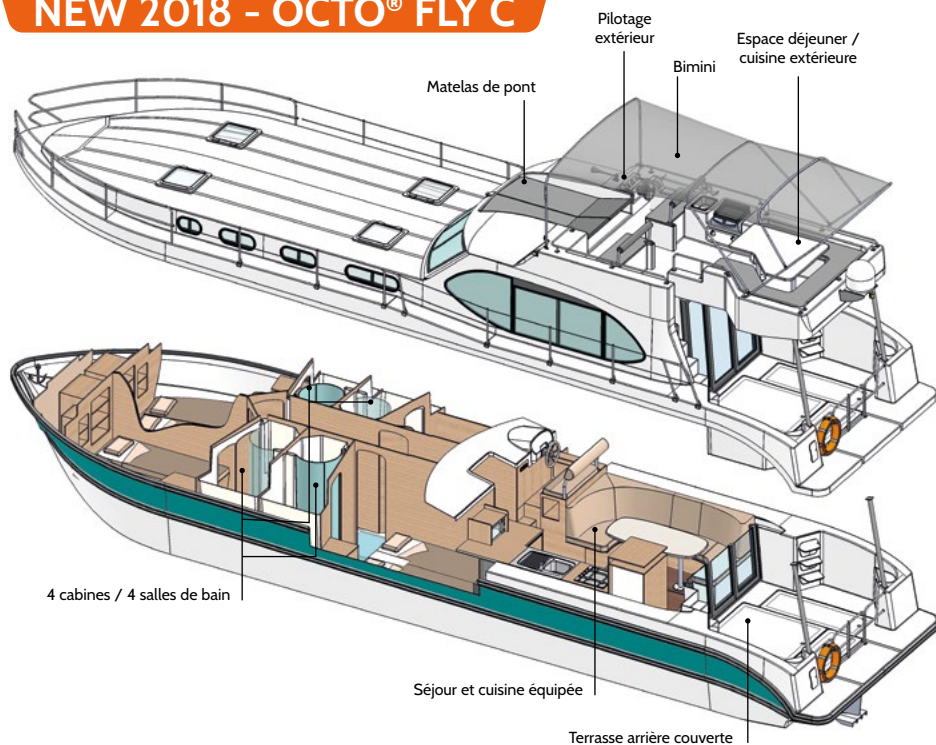 NEW 2018 - OCTO® FLY C
Pilotage
extérieur
Espace déjeuner /
cuisine extérieure
Bimini
Matelas de pont
4 cabines / 4 salles de bain
Séjour et cuisine équipée
Terrasse arrière couverte